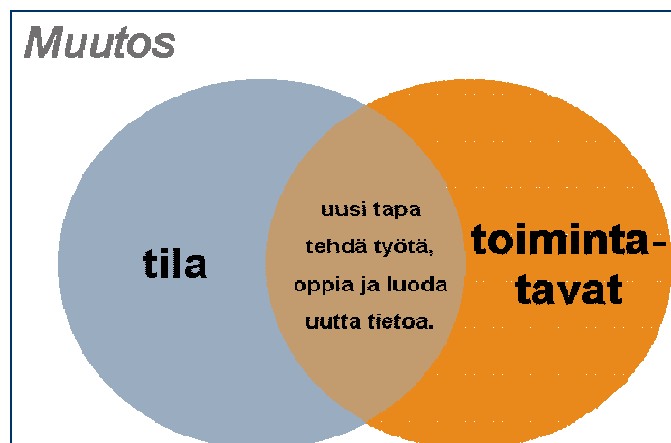 Muutos
tila
uusi tapa
tehdä työtä,
oppia ja luoda
uutta tietoa.
toiminta-
tavat